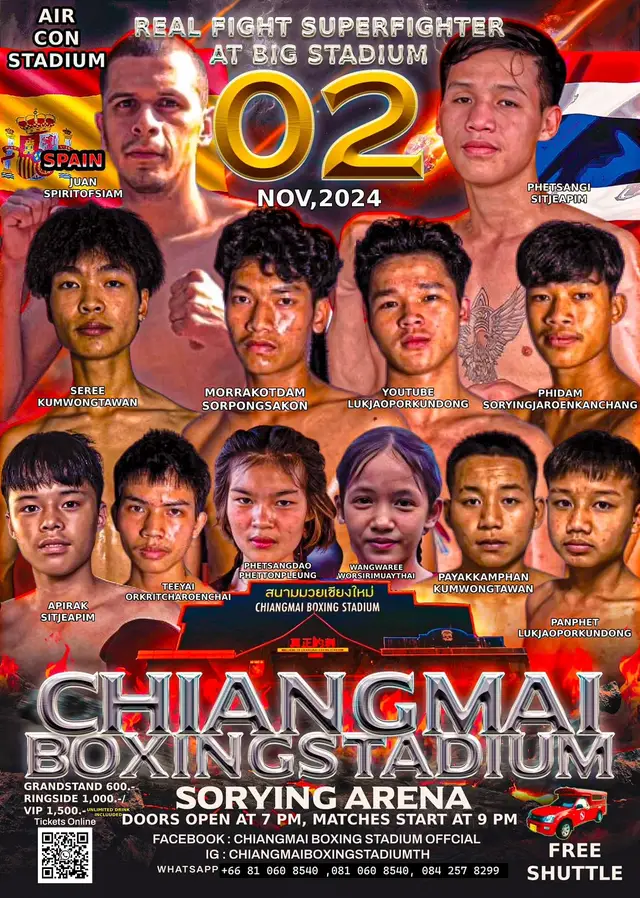 AIR
CON
STADIUM
REAL FIGHT SUPERFIGHTER
AT BIG STADIUM
02
NOV,2024
SPAIN
JUAN
SPIRITOFSIAM
PHETSANGI
SITJEAPIM
SEREE
KUMWONGTAWAN
MORRAKOTDAM
SORPONGSAKON
YOUTUBE
LUKJAOPORKUNDONG
PHIDAM
SORYINGJAROENKANCHANG
APIRAK
SITJEAPIM
TEEYAI
ORKRITCHAROENCHAI
PHETSANGDAO
PHETTONPLEUNG
WANGWAREE
WORSIRIMUAYTHAI
PAYAKKAMPHAN
KUMWONGTAWAN
PANPHET
LUKJAOPORKUNDONG
สนามมวยเชียงใหม่
CHIANGMAI BOXING STADIUM
CHIANGMAI
BOXINGSTADIUM
SORYING ARENA
DOORS OPEN AT 7 PM, MATCHES START AT 9 PM
GRANDSTAND 600.-
RINGSIDE 1,000.-/
VIP 1,500.- UNLIMITED DRINK
INCLUUDED
Tickets Online
FACEBOOK : CHIANGMAI BOXING STADIUM OFFCIAL
IG : CHIANGMAIBOXINGSTADIUMTH
WHATSAPP +66 81 060 8540 ,081 060 8540, 084 257 8299
FREE
SHUTTLE